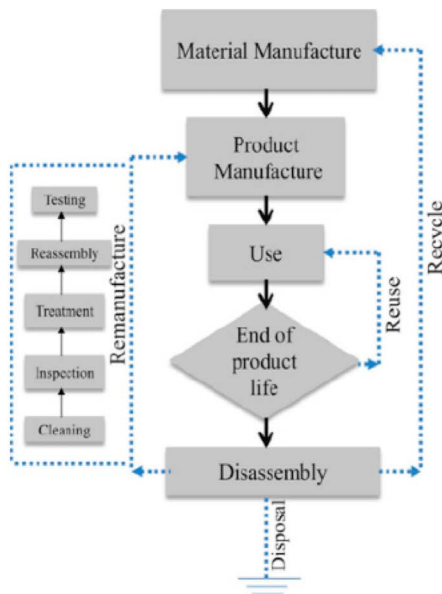 Material Manufacture
Product
Manufacture
Use
End of
product
life
Disassembly
Testing
Reassembly
Treatment
Inspection
Cleaning
Remanufacture
Reuse
Recycle
Disposal